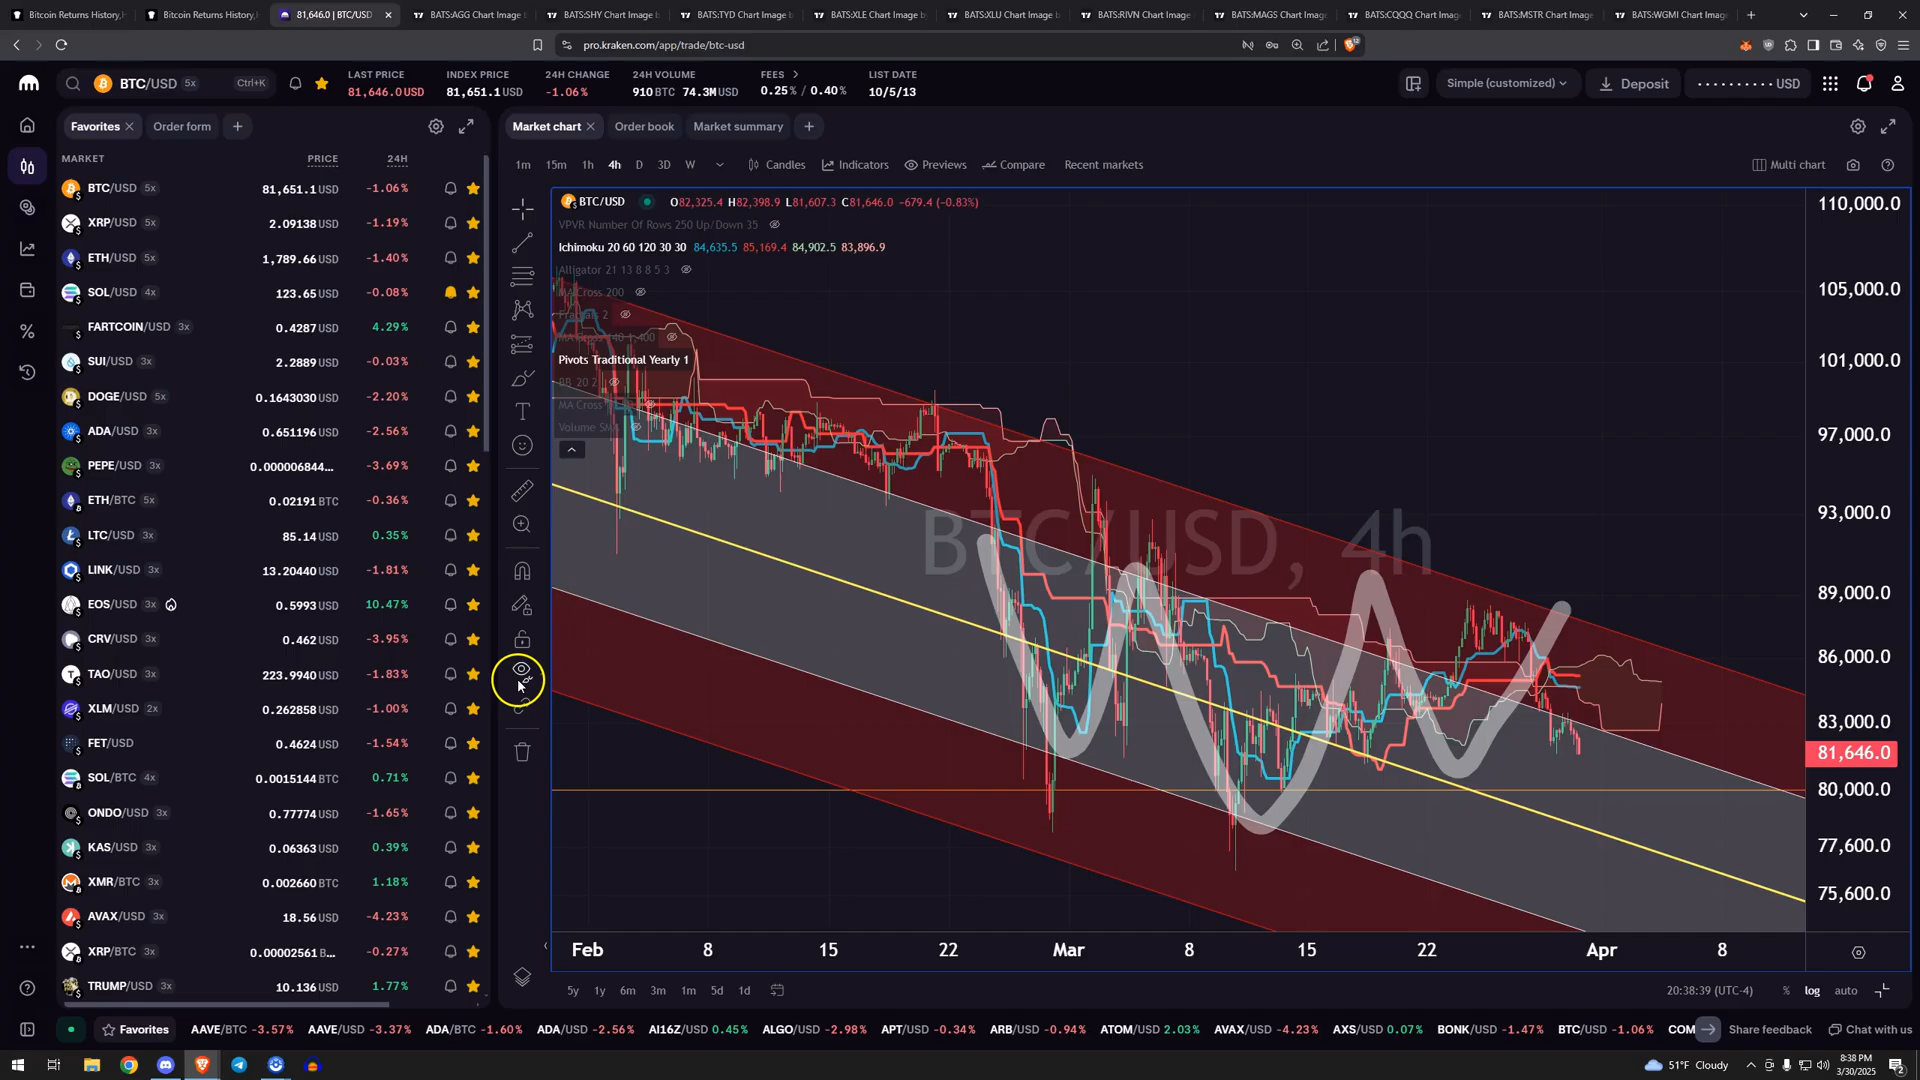 Bitcoin Returns History,
Bitcoin Returns History,
81,646.0 | BTC/USD
BATS:AGG Chart Image b
BATS:SHY Chart Image b
BATS:TYD Chart Image b
BATS:XLE Chart Image b
BATS:XLU Chart Image b
BATS:RIVN Chart Image
BATS:MAGS Chart Image
BATS:CQQQ Chart Image
BATS:MSTR Chart Image
BATS:WGMI Chart Image
pro.kraken.com/app/trade/btc-usd
BTC/USD 5x Ctrl+K
LAST PRICE INDEX PRICE 24H CHANGE 24H VOLUME FEES LIST DATE
81,646.0 USD 81,651.1 USD -1.06% 910 BTC 74.3M USD 0.25% / 0.40% 10/5/13
Simple (customized) Deposit USD
Favorites Order form
Market chart Order book Market summary
MARKET PRICE 24H
1m 15m 1h 4h D 3D W Candles Indicators Previews Compare Recent markets Multi chart
BTC/USD 5x 81,651.1 USD -1.06%
XRP/USD 5x 2.09138 USD -1.19%
ETH/USD 5x 1,789.66 USD -1.40%
SOL/USD 4x 123.65 USD -0.08%
FARTCOIN/USD 3x 0.4287 USD 4.29%
SUI/USD 3x 2.2889 USD -0.03%
DOGE/USD 5x 0.1643030 USD -2.20%
ADA/USD 3x 0.651196 USD -2.56%
PEPE/USD 3x 0.000006844... -3.69%
ETH/BTC 5x 0.02191 BTC -0.36%
LTC/USD 3x 85.14 USD 0.35%
LINK/USD 3x 13.20440 USD -1.81%
EOS/USD 3x 0.5993 USD 10.47%
CRV/USD 3x 0.462 USD -3.95%
TAO/USD 3x 223.9940 USD -1.83%
XLM/USD 2x 0.262858 USD -1.00%
FET/USD 0.4624 USD -1.54%
SOL/BTC 4x 0.0015144 BTC 0.71%
ONDO/USD 3x 0.77774 USD -1.65%
KAS/USD 3x 0.06363 USD 0.39%
XMR/BTC 3x 0.002660 BTC 1.18%
AVAX/USD 3x 18.56 USD -4.23%
XRP/BTC 3x 0.00002561 B... -0.27%
TRUMP/USD 3x 10.136 USD 1.77%
BTC/USD O82,325.4 H82,398.9 L81,607.3 C81,646.0 -679.4 (-0.83%)
VPVR Number Of Rows 250 Up/Down 35
Ichimoku 20 60 120 30 30 84,635.5 85,169.4 84,902.5 83,896.9
Alligator 21 13 8 8 5 3
MA Cross 200
Fractals 2
Pivots Traditional Yearly 1
BB 20 2
MA Cross
BTC/USD, 4h
110,000.0
105,000.0
101,000.0
97,000.0
93,000.0
89,000.0
86,000.0
83,000.0
81,646.0
80,000.0
77,600.0
75,600.0
Feb 8 15 22 Mar 8 15 22 Apr 8
5y 1y 6m 3m 1m 5d 1d 20:38:39 (UTC-4) % log auto
Favorites AAVE/BTC -3.57% AAVE/USD -3.37% ADA/BTC -1.60% ADA/USD -2.56% AI16Z/USD 0.45% ALGO/USD -2.98% APT/USD -0.34% ARB/USD -0.94% ATOM/USD 2.03% AVAX/USD -4.23% AXS/USD 0.07% BONK/USD -1.47% BTC/USD -1.06% COM Share feedback Chat with us
51°F Cloudy 8:38 PM
3/30/2025